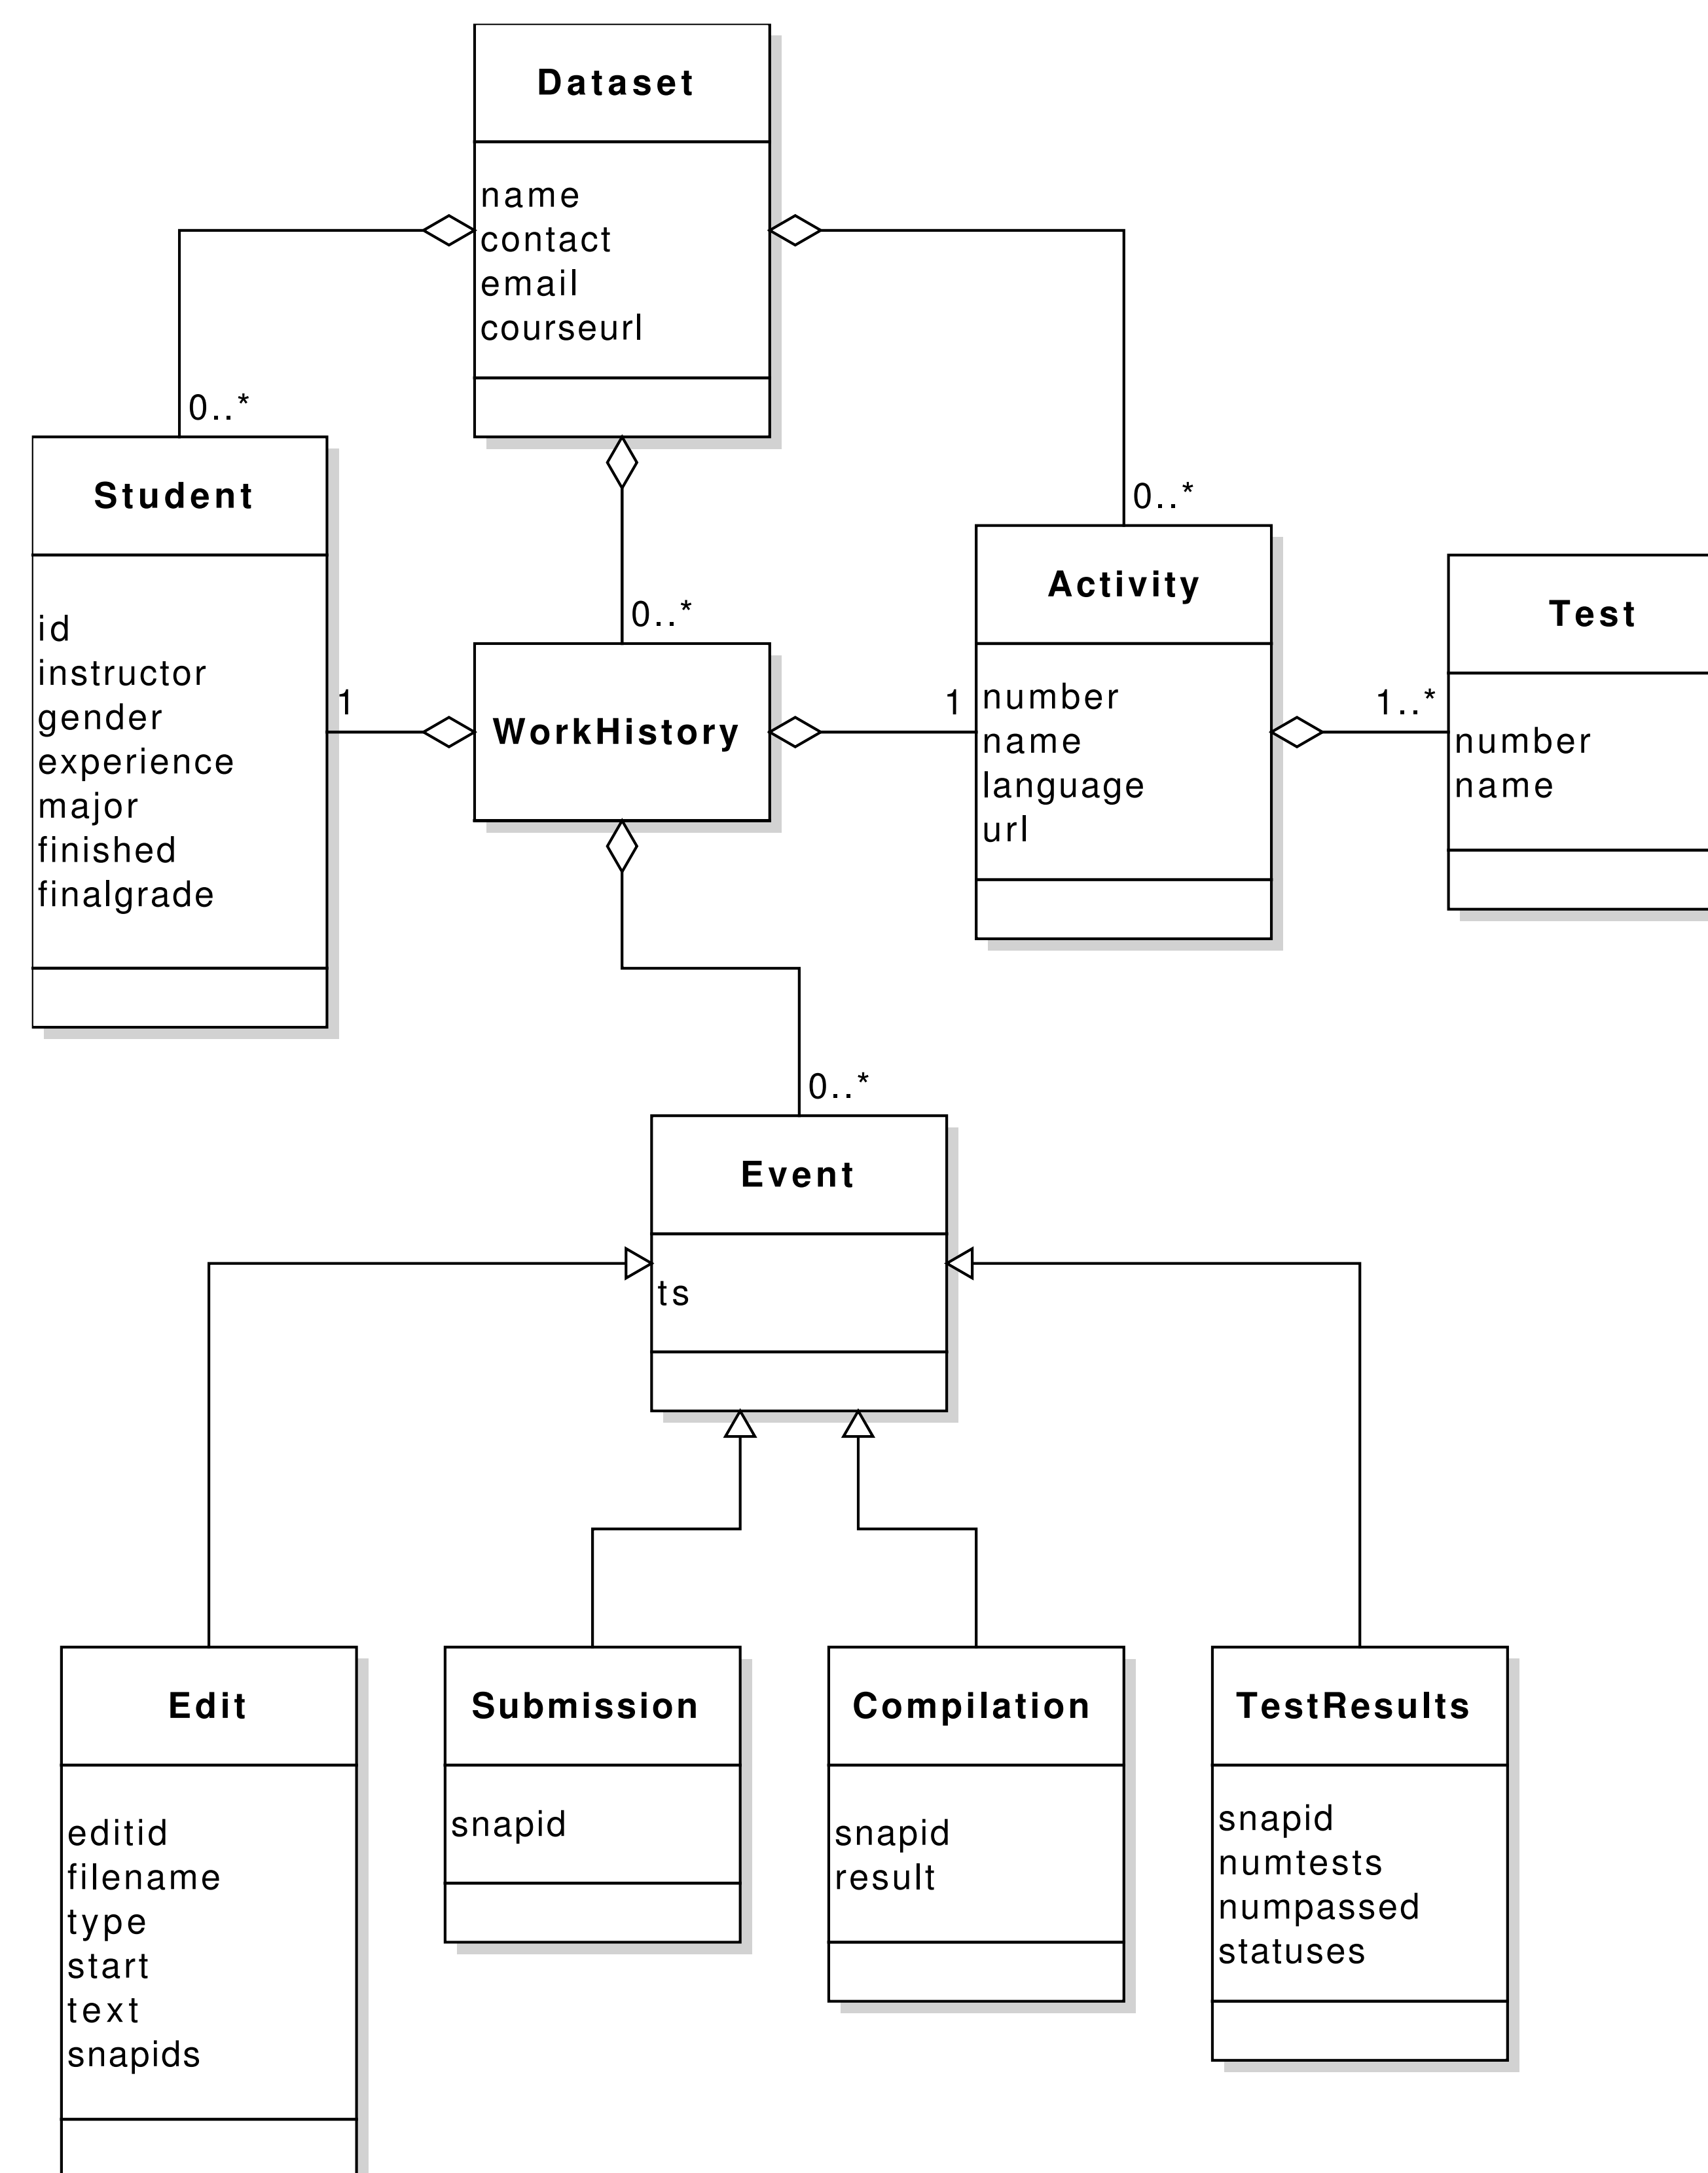 Dataset
name
contact
email
courseurl
0..*
Student
id
instructor
gender
experience
major
finished
finalgrade
1
0..*
WorkHistory
0..*
1
Activity
number
name
language
url
1..*
Test
number
name
0..*
Event
ts
Edit
editid
filename
type
start
text
snapids
Submission
snapid
Compilation
snapid
result
TestResults
snapid
numtests
numpassed
statuses